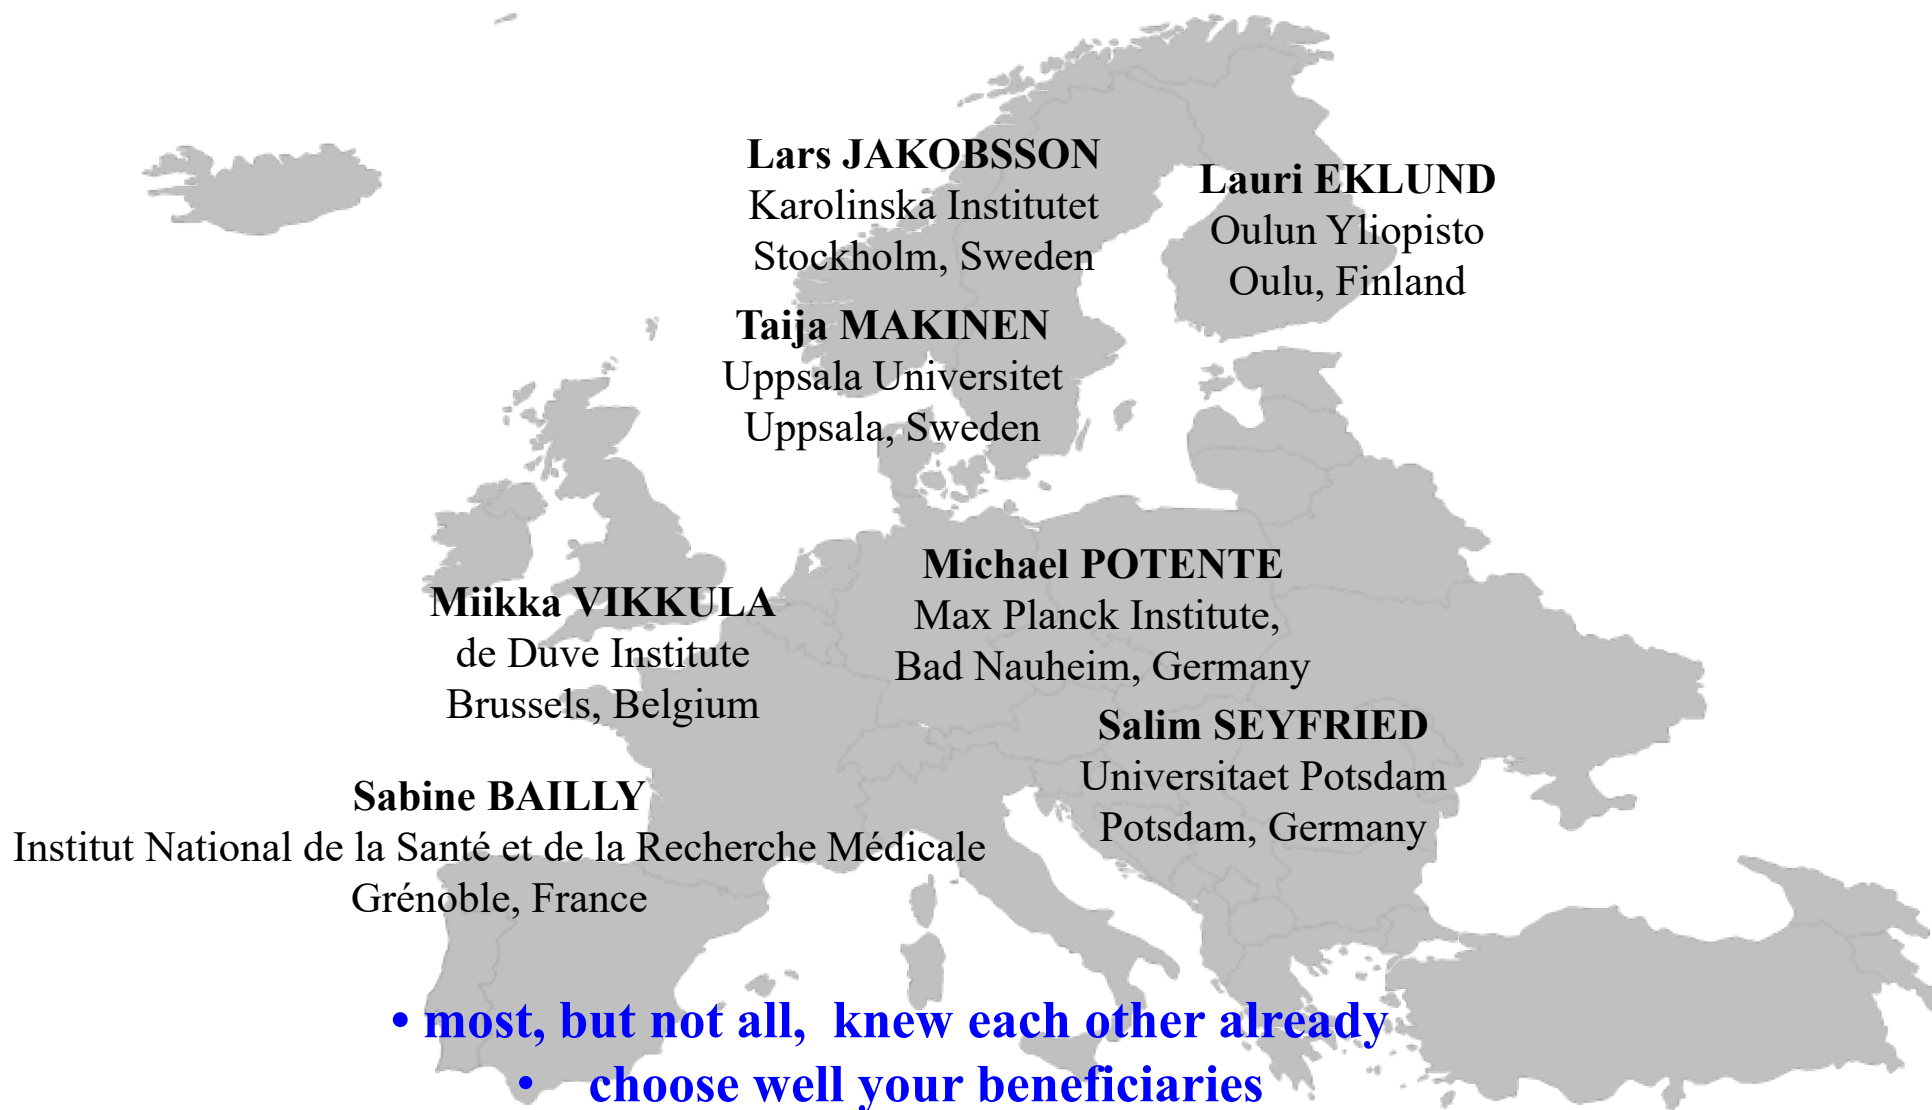 Lars JAKOBSSON
Karolinska Institutet
Stockholm, Sweden
Lauri EKLUND
Oulun Yliopisto
Oulu, Finland
Taija MAKINEN
Uppsala Universitet
Uppsala, Sweden
Michael POTENTE
Max Planck Institute,
Bad Nauheim, Germany
Miikka VIKKULA
de Duve Institute
Brussels, Belgium
Salim SEYFRIED
Universitaet Potsdam
Potsdam, Germany
Sabine BAILLY
Institut National de la Santé et de la Recherche Médicale
Grénoble, France
• most, but not all, knew each other already
• choose well your beneficiaries